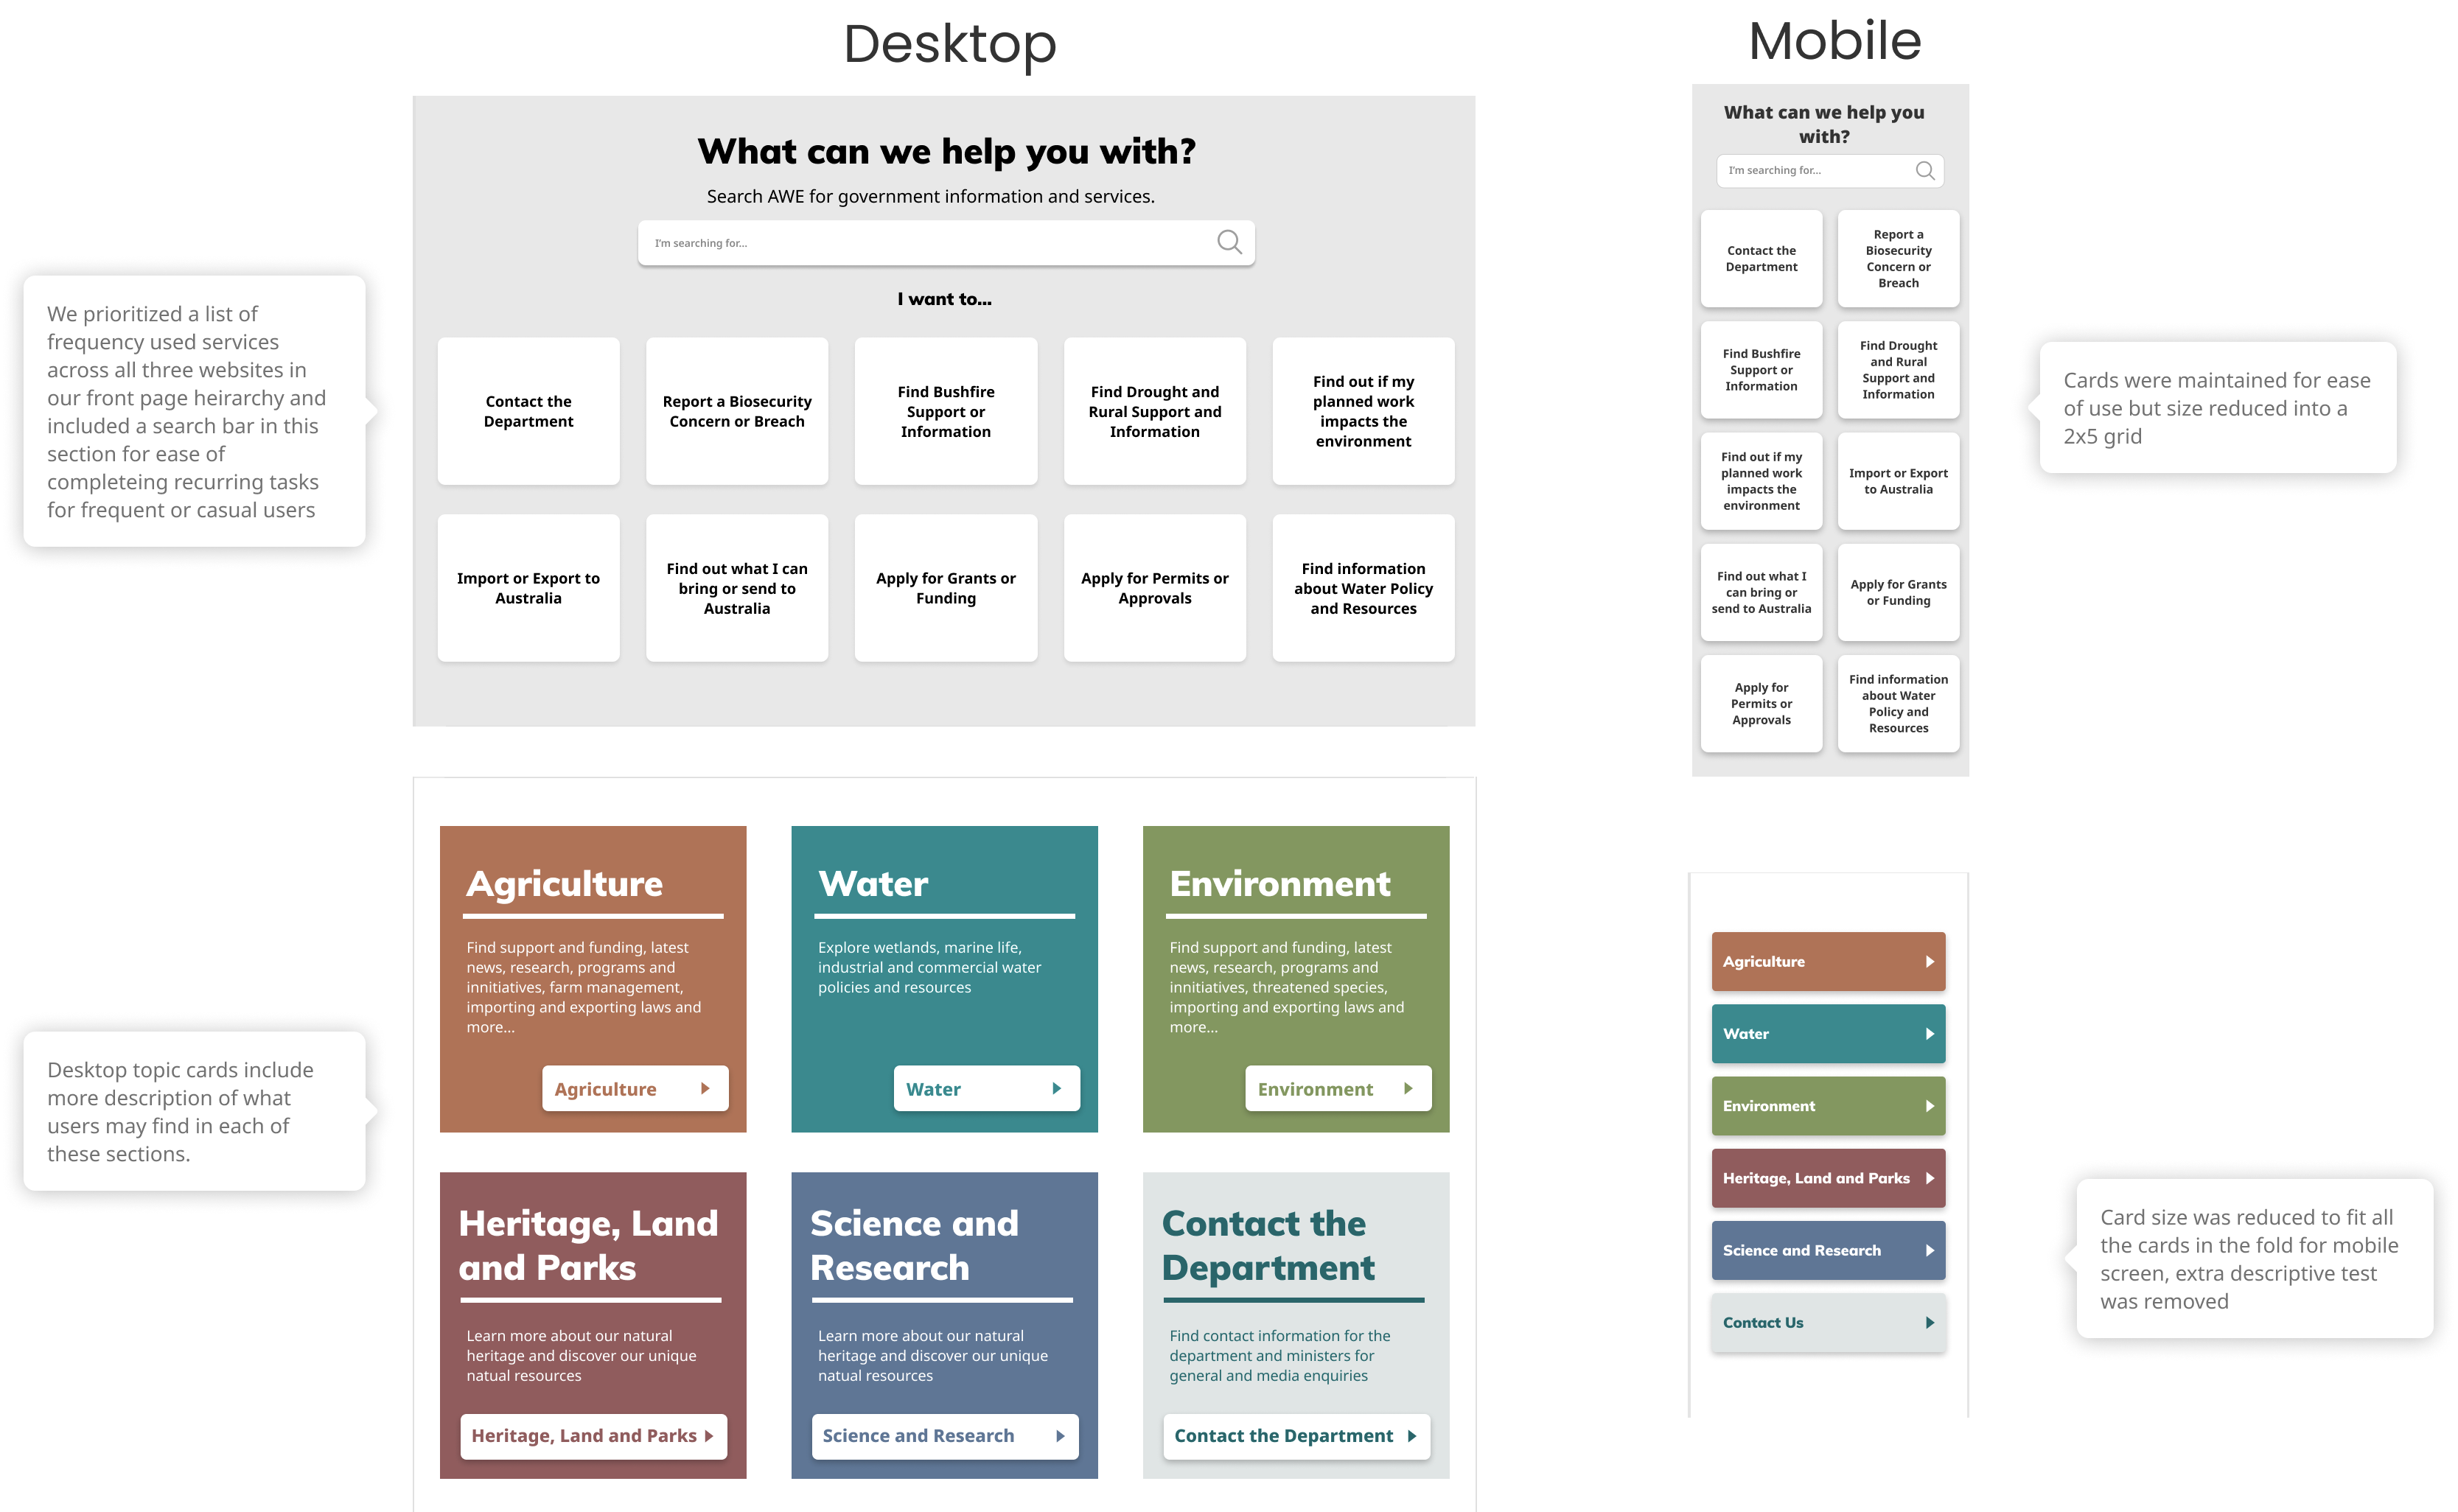 Desktop
Mobile
What can we help you with?
Search AWE for government information and services.
I'm searching for...
I want to...
Contact the
Department
Report a Biosecurity
Concern or Breach
Find Bushfire
Support or
Information
Find Drought and
Rural Support and
Information
Find out if my
planned work
impacts the
environment
Import or Export to
Australia
Find out what I can
bring or send to
Australia
Apply for Grants or
Funding
Apply for Permits or
Approvals
Find information
about Water Policy
and Resources
We prioritized a list of
frequency used services
across all three websites in
our front page heirarchy and
included a search bar in this
section for ease of
completeing recurring tasks
for frequent or casual users
What can we help you
with?
I'm searching for...
Contact the
Department
Report a
Biosecurity
Concern or
Breach
Find Bushfire
Support or
Information
Find Drought
and Rural
Support and
Information
Find out if my
planned work
impacts the
environment
Import or Export
to Australia
Find out what I
can bring or
send to Australia
Apply for Grants
or Funding
Apply for
Permits or
Approvals
Find information
about Water
Policy and
Resources
Cards were maintained for ease
of use but size reduced into a
2x5 grid
Agriculture
Find support and funding, latest
news, research, programs and
innitiatives, farm management,
importing and exporting laws and
more...
Agriculture
Water
Explore wetlands, marine life,
industrial and commercial water
policies and resources
Water
Environment
Find support and funding, latest
news, research, programs and
innitiatives, threatened species,
importing and exporting laws and
more...
Environment
Heritage, Land
and Parks
Learn more about our natural
heritage and discover our unique
natual resources
Heritage, Land and Parks
Science and
Research
Learn more about our natural
heritage and discover our unique
natual resources
Science and Research
Contact the
Department
Find contact information for the
department and ministers for
general and media enquiries
Contact the Department
Desktop topic cards include
more description of what
users may find in each of
these sections.
Agriculture
Water
Environment
Heritage, Land and Parks
Science and Research
Contact Us
Card size was reduced to fit all
the cards in the fold for mobile
screen, extra descriptive test
was removed